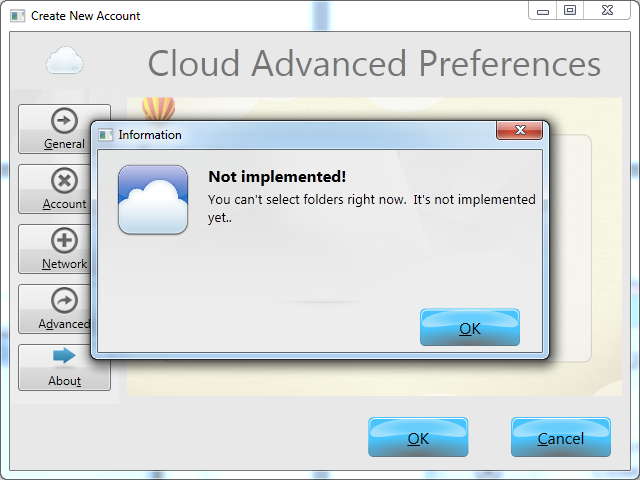 Create New Account
Cloud Advanced Preferences
General
Account
Network
Advanced
About
Information
Not implemented!
You can't select folders right now.  It's not implemented
yet..
OK
OK
Cancel